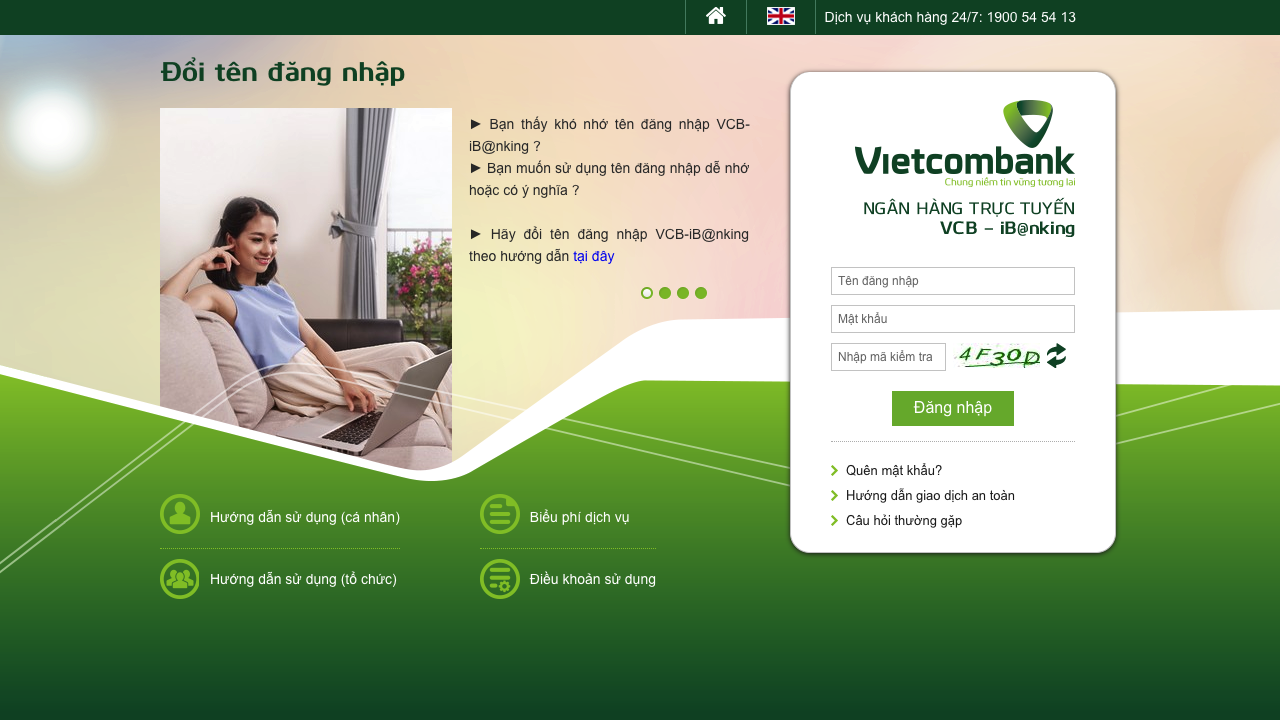 Dịch vụ khách hàng 24/7: 1900 54 54 13
Đổi tên đăng nhập
► Bạn thấy khó nhớ tên đăng nhập VCB-
iB@nking ?
► Bạn muốn sử dụng tên đăng nhập dễ nhớ
hoặc có ý nghĩa ?
► Hãy đổi tên đăng nhập VCB-iB@nking
theo hướng dẫn tại đây
Vietcombank
Chung niềm tin vững tương lai
NGÂN HÀNG TRỰC TUYẾN
VCB – iB@nking
Tên đăng nhập
Mật khẩu
Nhập mã kiểm tra
4F30p
Đăng nhập
Quên mật khẩu?
Hướng dẫn giao dịch an toàn
Câu hỏi thường gặp
Hướng dẫn sử dụng (cá nhân)
Biểu phí dịch vụ
Hướng dẫn sử dụng (tổ chức)
Điều khoản sử dụng